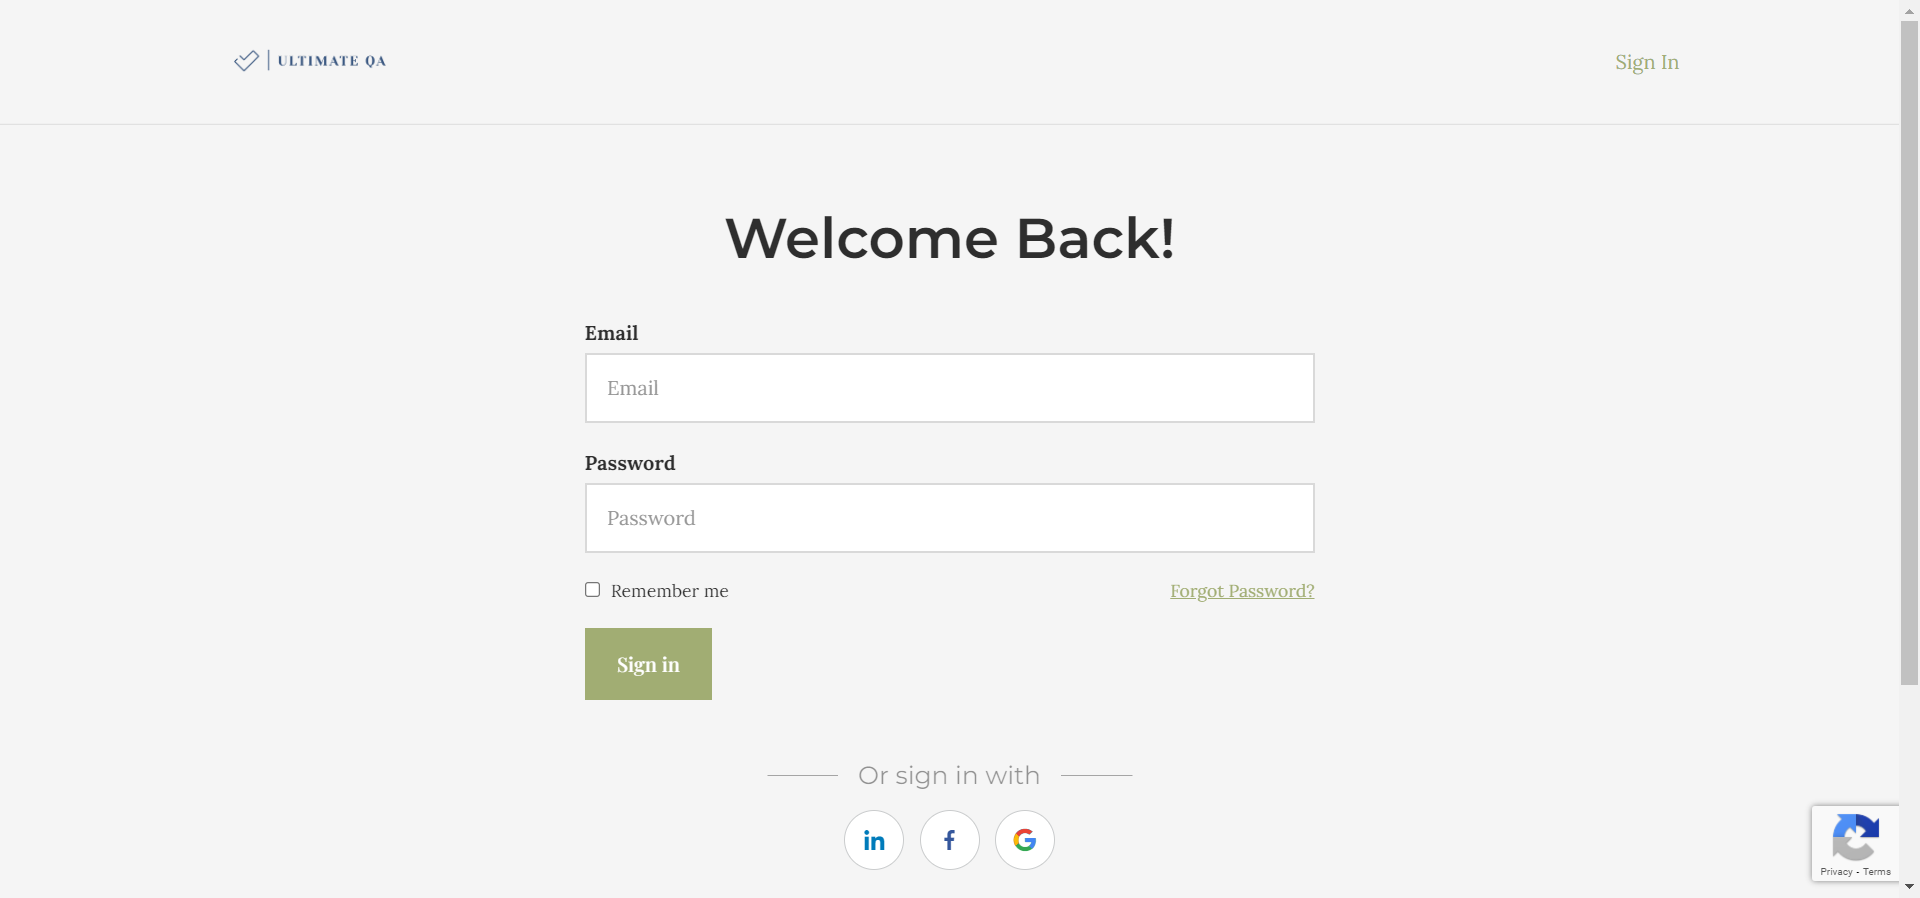 ULTIMATE QA
Sign In
Welcome Back!
Email
Email
Password
Password
Remember me
Forgot Password?
Sign in
Or sign in with
in
f
G
Privacy - Terms